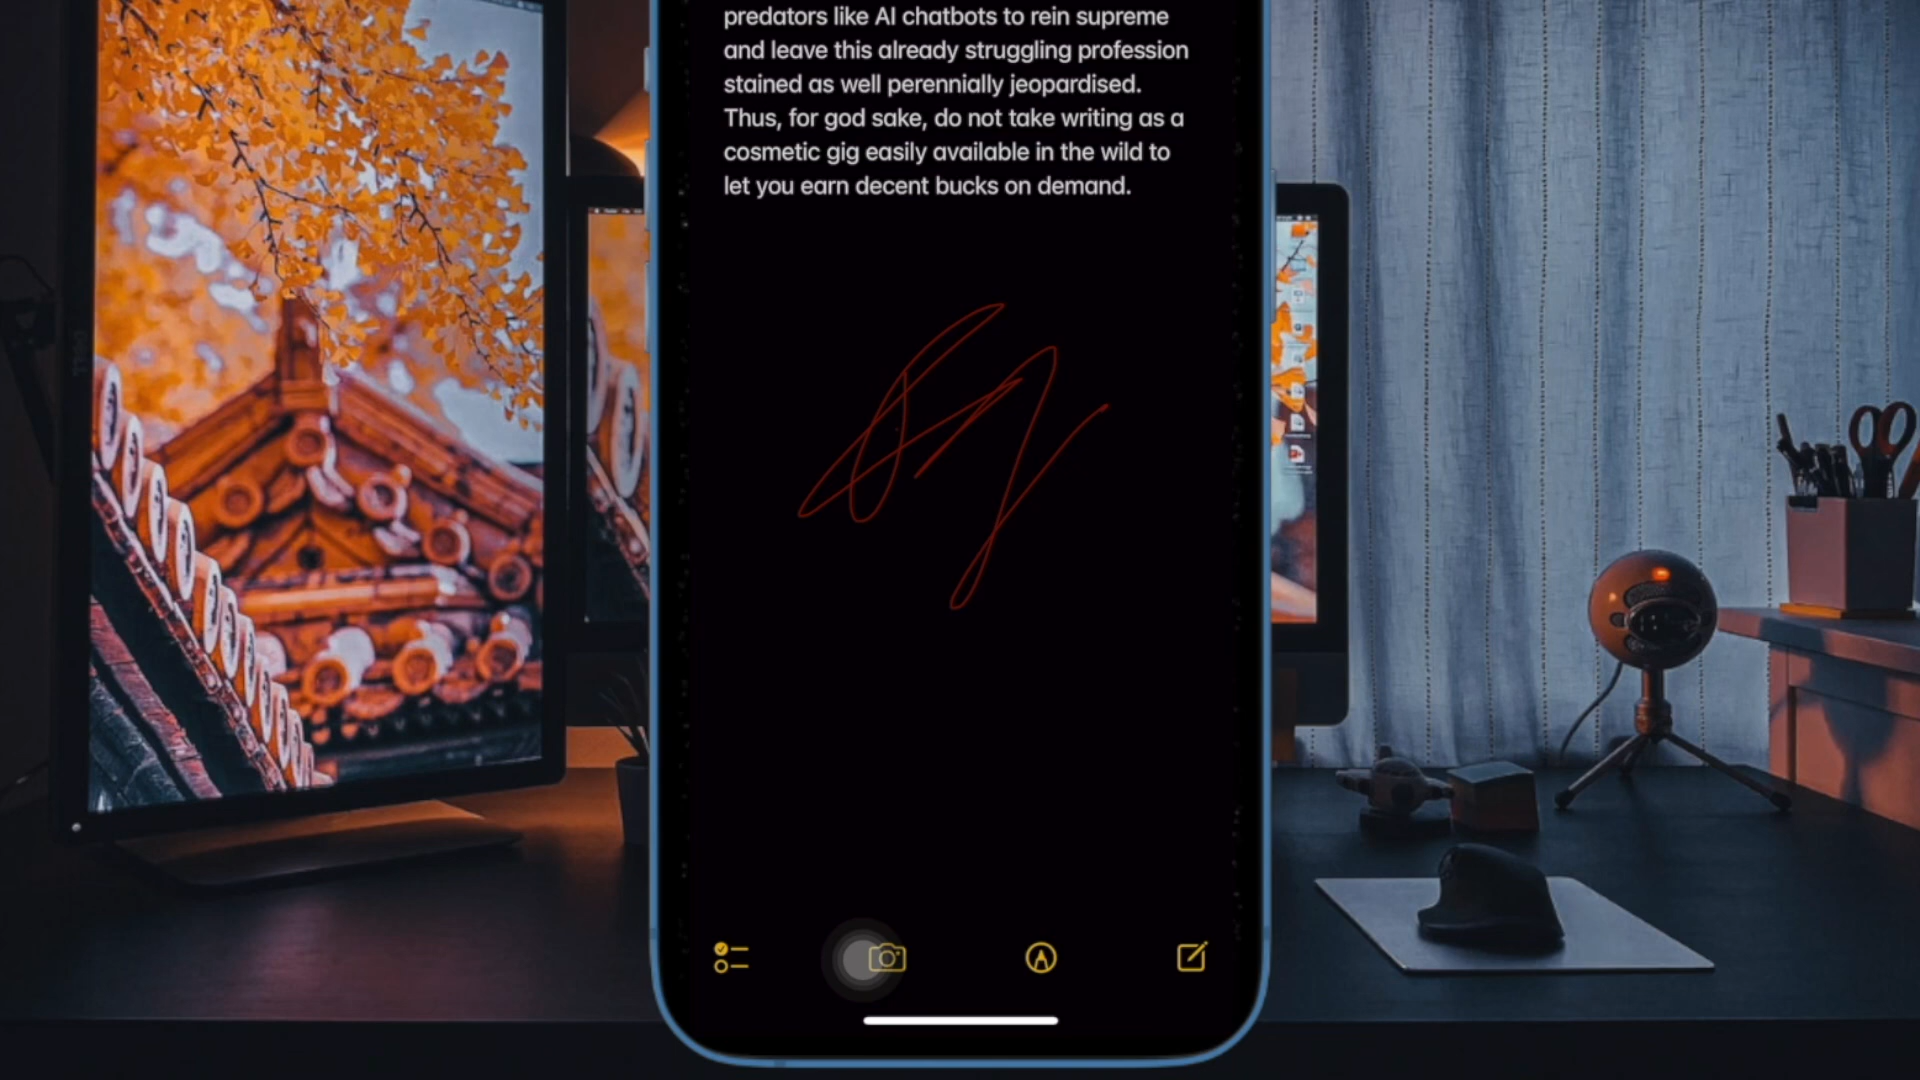 predators like AI chatbots to rein supreme
and leave this already struggling profession
stained as well perennially jeopardised.
Thus, for god sake, do not take writing as a
cosmetic gig easily available in the wild to
let you earn decent bucks on demand.